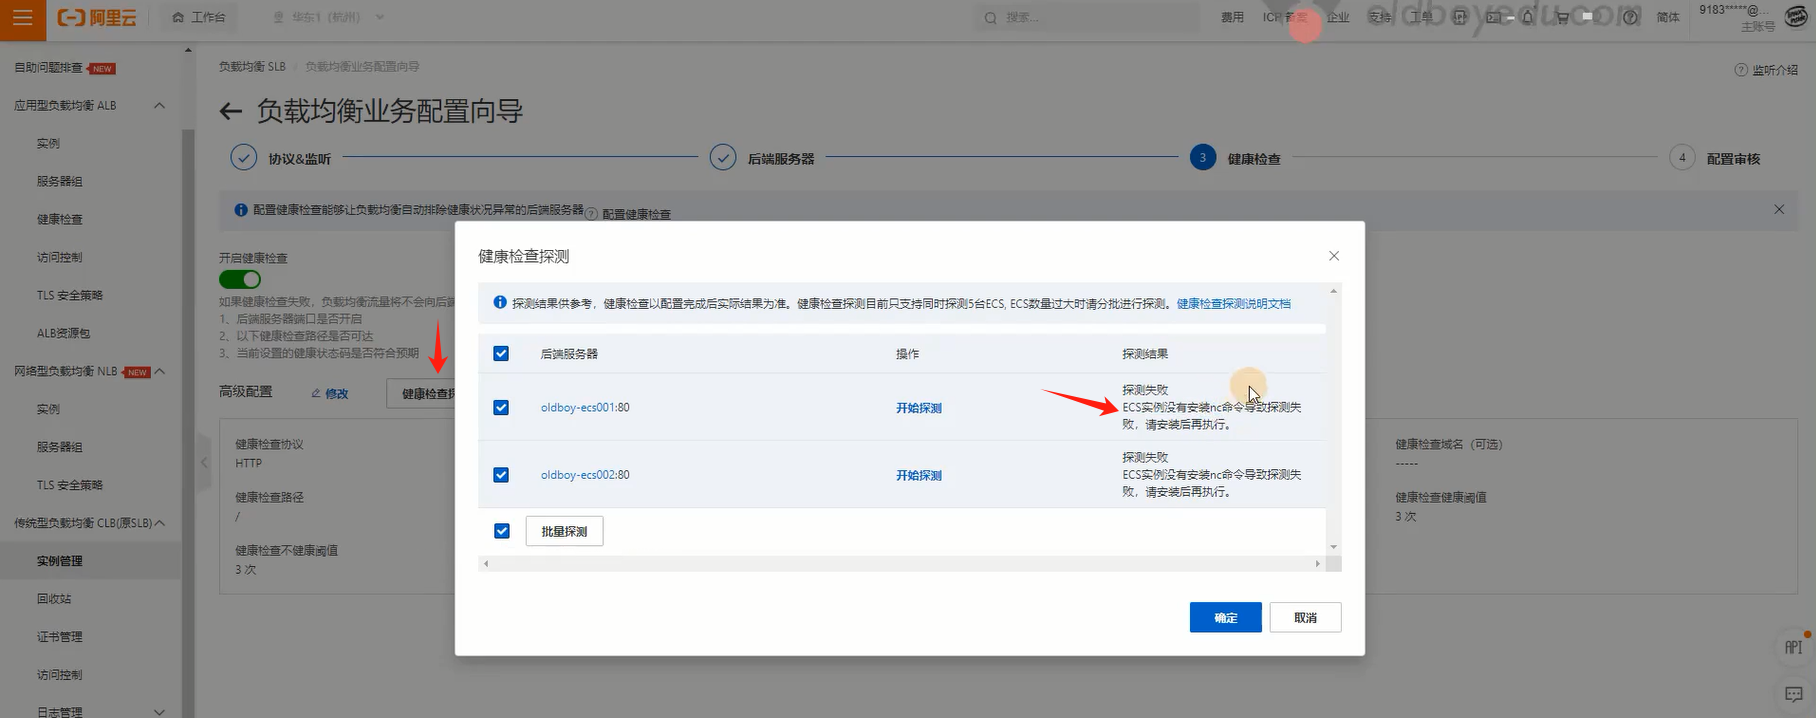 阿里云
工作台
华东1（杭州）
搜索...
费用
ICP 备案
企业
支持
工单
简体
9183*****@...
主账号
oldboyedu.com
自助问题排查 NEW
应用型负载均衡 ALB
实例
服务器组
健康检查
访问控制
TLS 安全策略
ALB资源包
网络型负载均衡 NLB NEW
实例
服务器组
TLS 安全策略
传统型负载均衡 CLB(原SLB)
实例管理
回收站
证书管理
访问控制
日志管理
负载均衡 SLB / 负载均衡业务配置向导
监听介绍
负载均衡业务配置向导
协议&监听
后端服务器
3 健康检查
4 配置审核
配置健康检查能够让负载均衡自动排除健康状况异常的后端服务器 配置健康检查
开启健康检查
如果健康检查失败，负载均衡流量将不会向后端
1、后端服务器端口是否开启
2、以下健康检查路径是否可达
3、当前设置的健康状态码是否符合预期
高级配置
修改
健康检查探
健康检查协议
HTTP
健康检查路径
/
健康检查不健康阈值
3 次
健康检查域名（可选）
-----
健康检查健康阈值
3 次
健康检查探测
探测结果供参考，健康检查以配置完成后实际结果为准。健康检查探测目前只支持同时探测5台ECS, ECS数量过大时请分批进行探测。 健康检查探测说明文档
后端服务器
操作
探测结果
oldboy-ecs001:80
开始探测
探测失败
ECS实例没有安装nc命令导致探测失
败，请安装后再执行。
oldboy-ecs002:80
开始探测
探测失败
ECS实例没有安装nc命令导致探测失
败，请安装后再执行。
批量探测
确定
取消
API